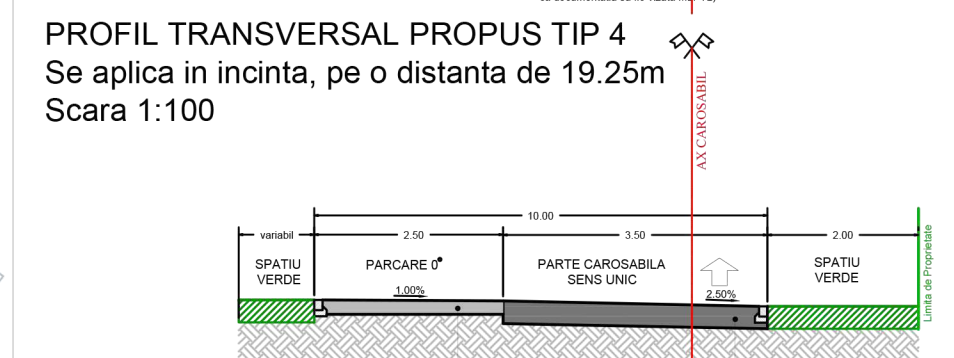 PROFIL TRANSVERSAL PROPUS TIP 4
Se aplica in incinta, pe o distanta de 19.25m
Scara 1:100
AX CAROSABIL
10.00
variabil
2.50
3.50
2.00
SPATIU
VERDE
PARCARE 0°
PARTE CAROSABILA
SENS UNIC
SPATIU
VERDE
1.00%
2.50%
Limita de Proprietate